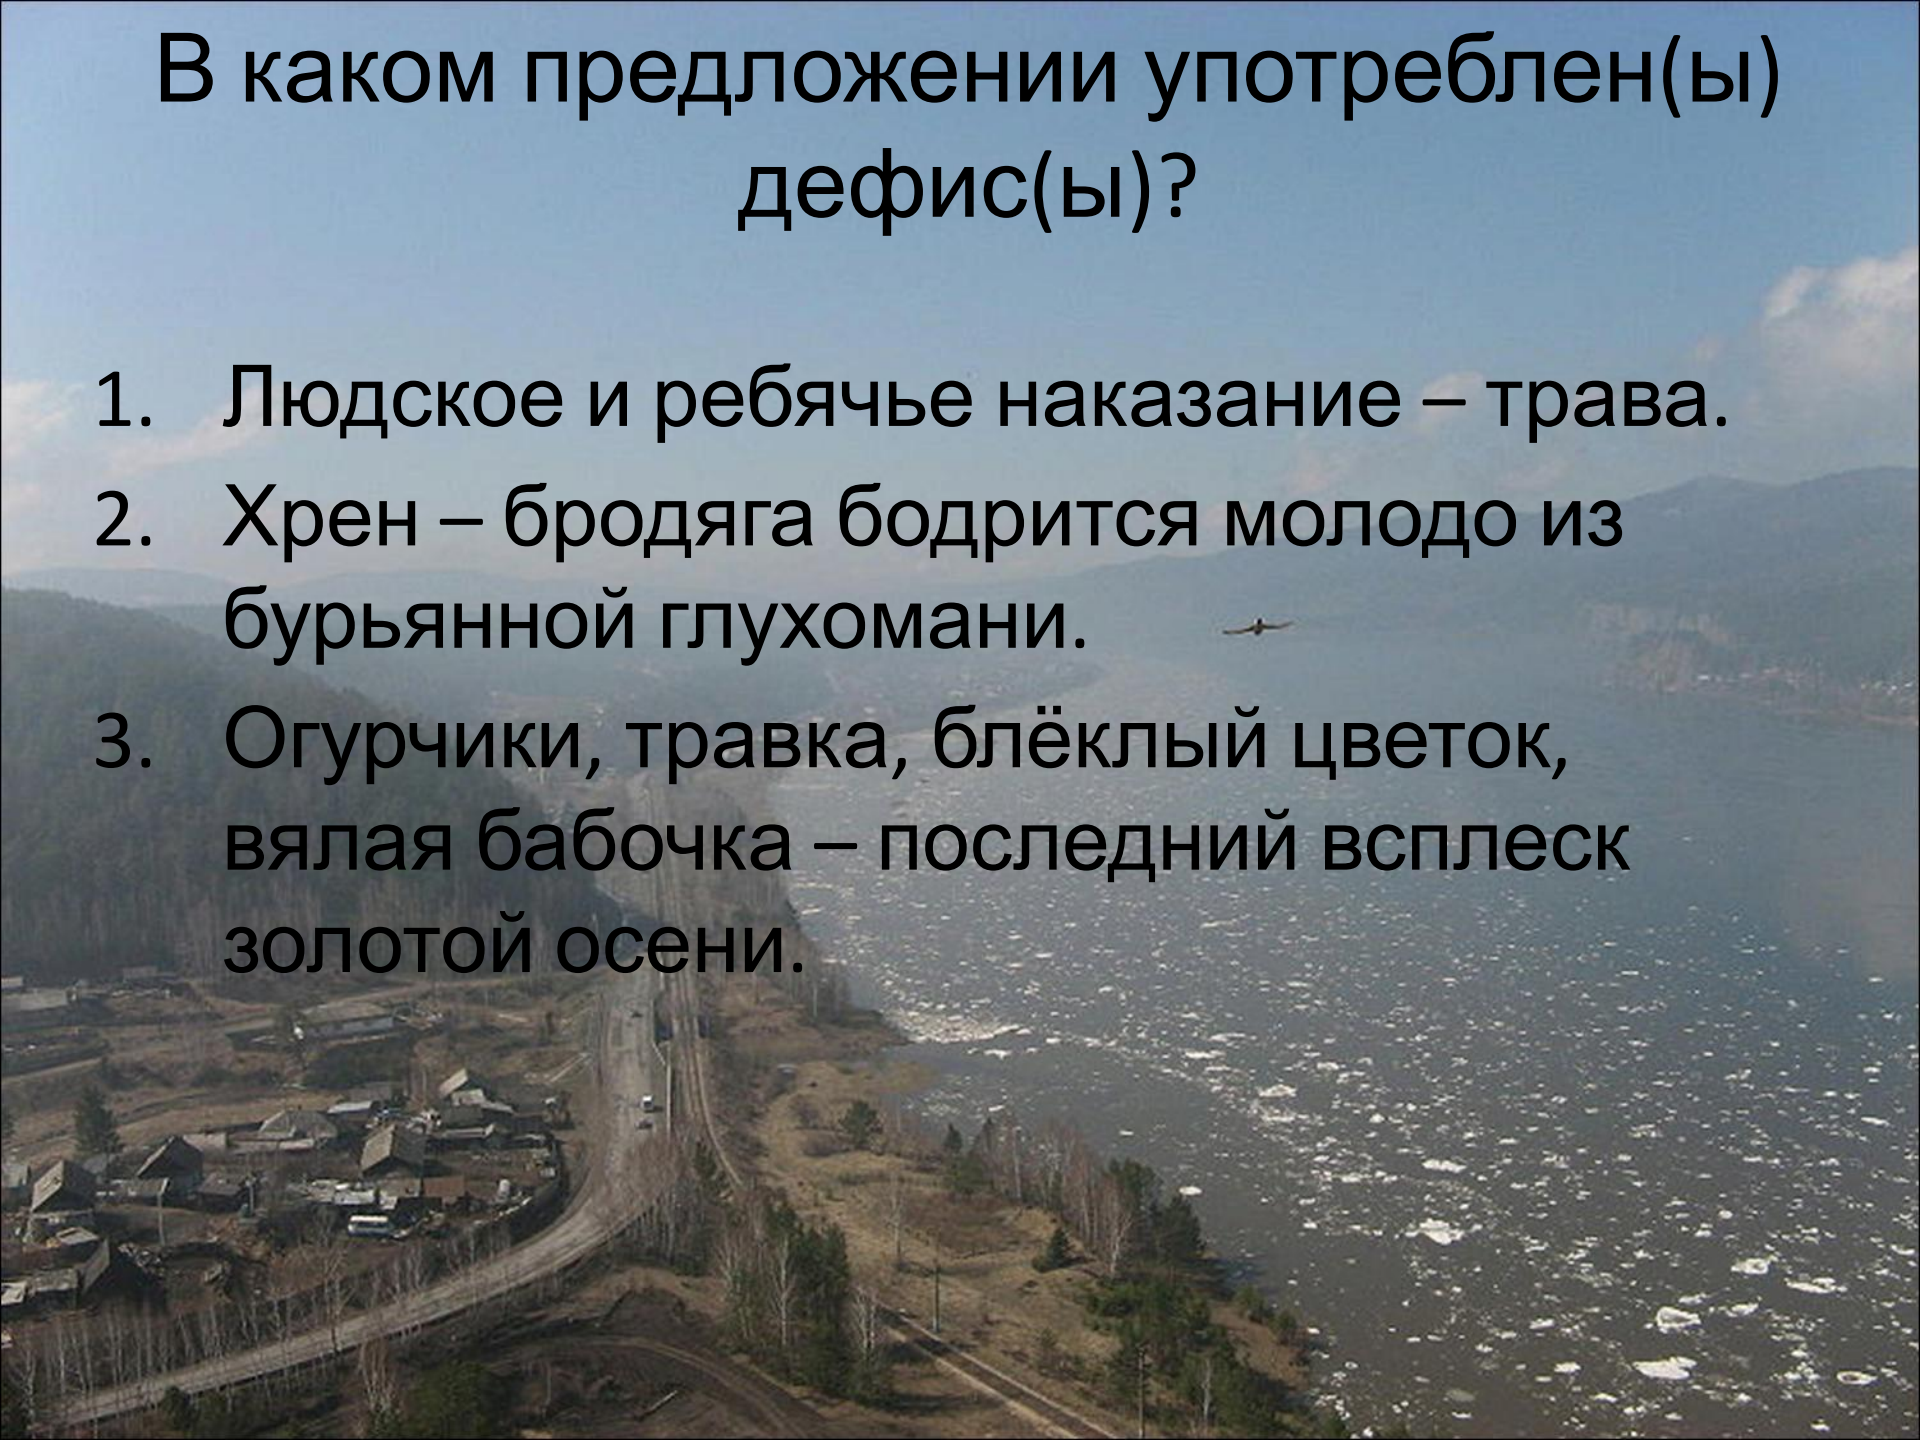 В каком предложении употреблен(ы)
дефис(ы)?
1. Людское и ребячье наказание – трава.
2. Хрен – бродяга бодрится молодо из
бурьянной глухомани.
3. Огурчики, травка, блёклый цветок,
вялая бабочка – последний всплеск
золотой осени.